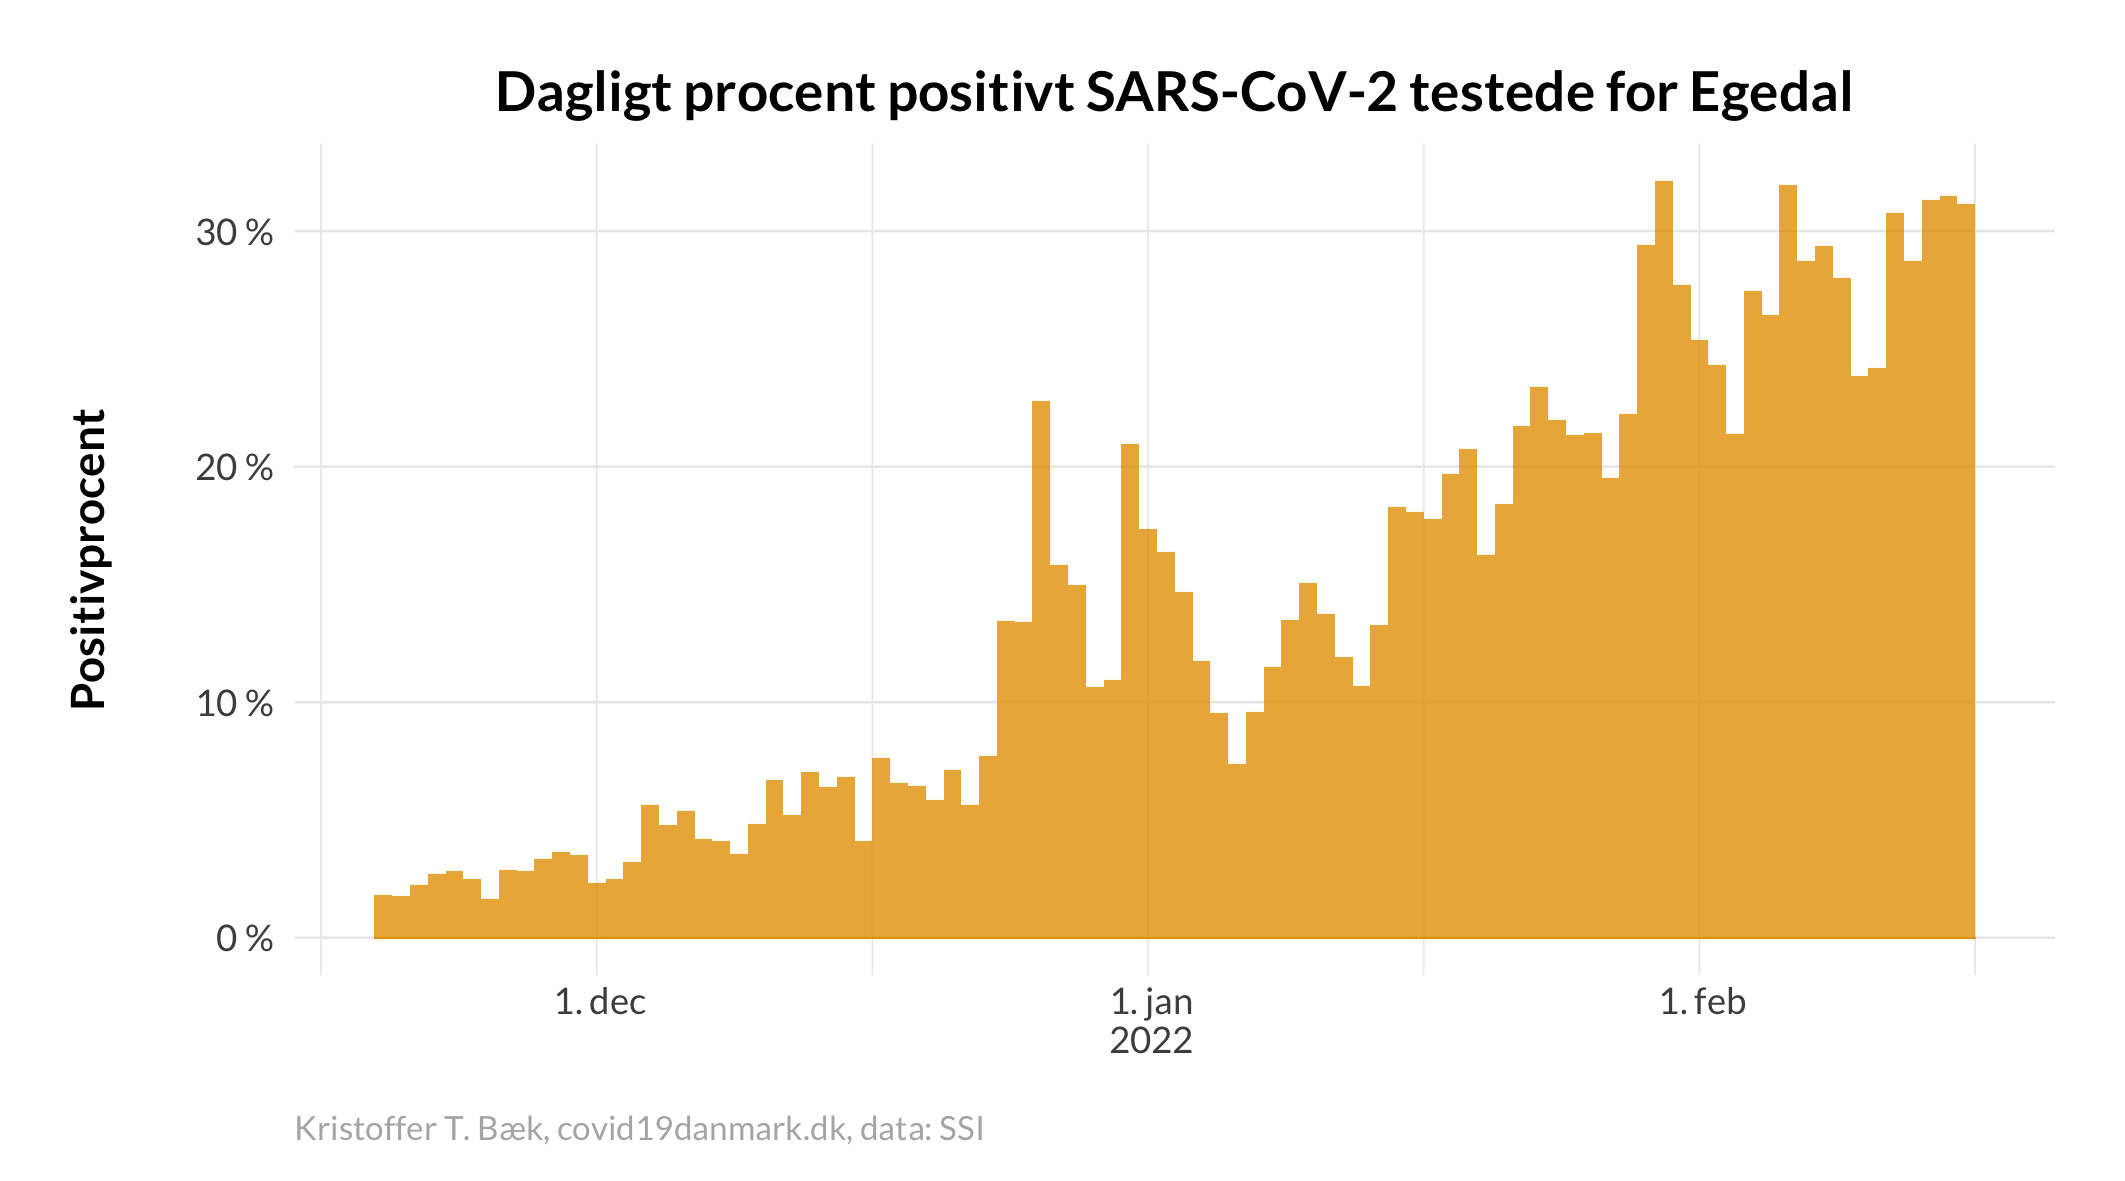 Dagligt procent positivt SARS-CoV-2 testede for Egedal
Positivprocent
30 %
20 %
10 %
0 %
1. dec
1. jan
2022
1. feb
Kristoffer T. Bæk, covid19danmark.dk, data: SSI